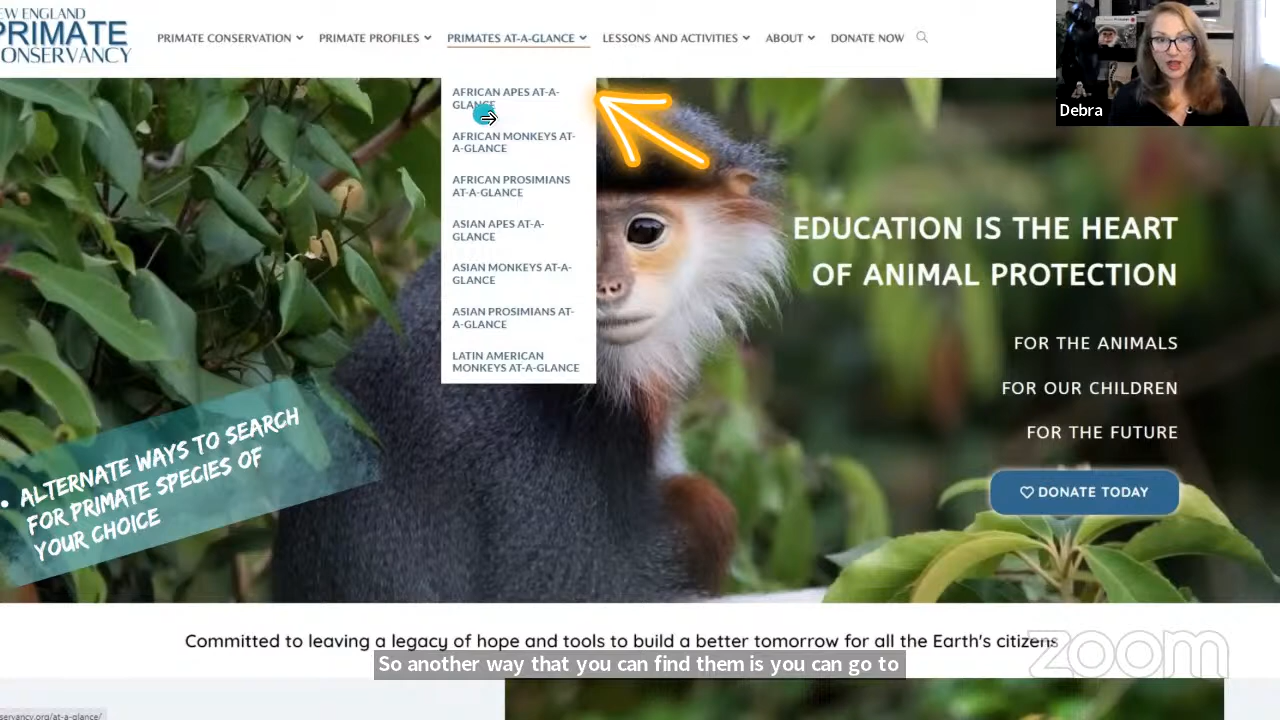 NEW ENGLAND
PRIMATE
CONSERVANCY
PRIMATE CONSERVATION PRIMATE PROFILES PRIMATES AT-A-GLANCE LESSONS AND ACTIVITIES ABOUT DONATE NOW
Debra
AFRICAN APES AT-A-
GLANCE
AFRICAN MONKEYS AT-
A-GLANCE
AFRICAN PROSIMIANS
AT-A-GLANCE
ASIAN APES AT-A-
GLANCE
ASIAN MONKEYS AT-A-
GLANCE
ASIAN PROSIMIANS AT-
A-GLANCE
LATIN AMERICAN
MONKEYS AT-A-GLANCE
EDUCATION IS THE HEART
OF ANIMAL PROTECTION
FOR THE ANIMALS
FOR OUR CHILDREN
FOR THE FUTURE
DONATE TODAY
• ALTERNATE WAYS TO SEARCH
FOR PRIMATE SPECIES OF
YOUR CHOICE
Committed to leaving a legacy of hope and tools to build a better tomorrow for all the Earth's citizens
So another way that you can find them is you can go to
zoom
servancy.org/at-a-glance/